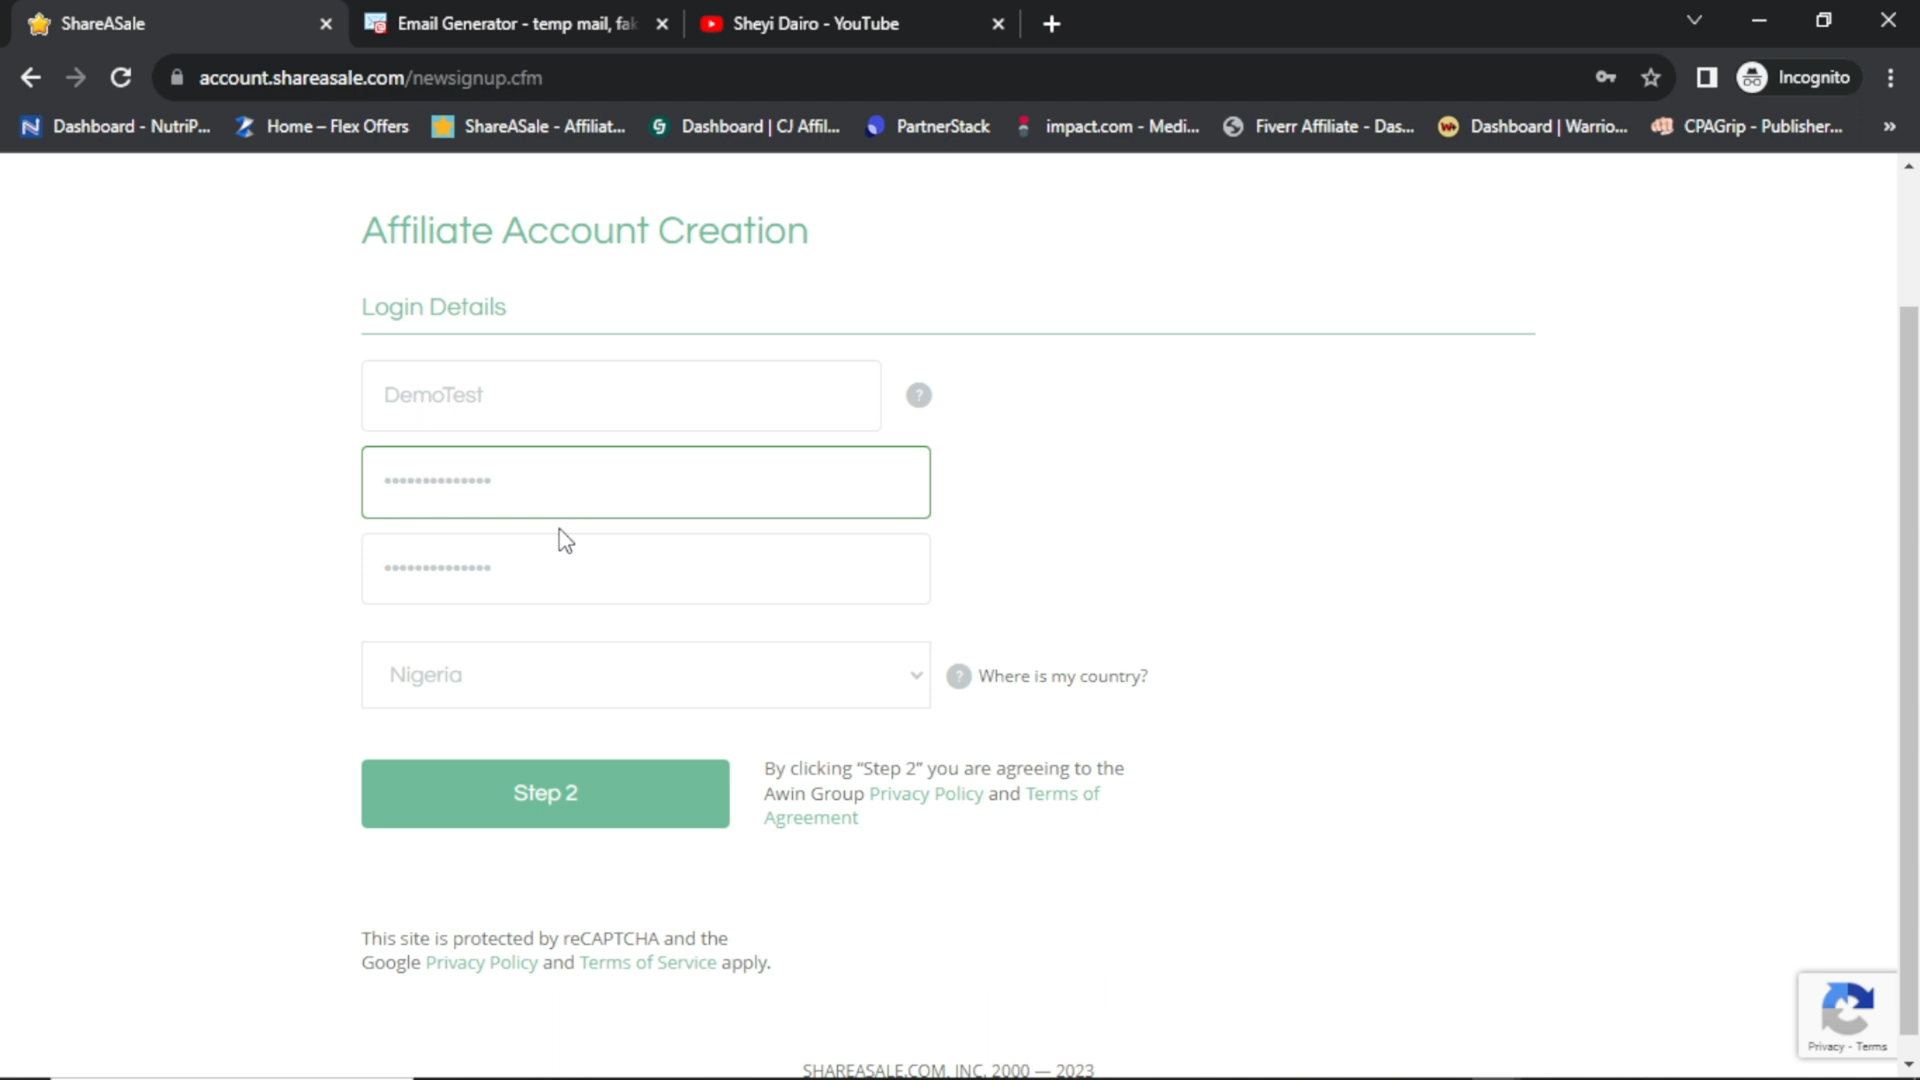 ShareASale
Email Generator - temp mail, fak
Sheyi Dairo - YouTube
account.shareasale.com/newsignup.cfm
Incognito
Dashboard - NutriP...
Home – Flex Offers
ShareASale - Affiliat...
Dashboard | CJ Affil...
PartnerStack
impact.com - Medi...
Fiverr Affiliate - Das...
Dashboard | Warrio...
CPAGrip - Publisher...
»
Affiliate Account Creation
Login Details
DemoTest
?
••••••••••••••
••••••••••••••
Nigeria
? Where is my country?
Step 2
By clicking “Step 2” you are agreeing to the
Awin Group Privacy Policy and Terms of
Agreement
This site is protected by reCAPTCHA and the
Google Privacy Policy and Terms of Service apply.
Privacy - Terms
SHAREASALE.COM, INC. 2000 — 2023